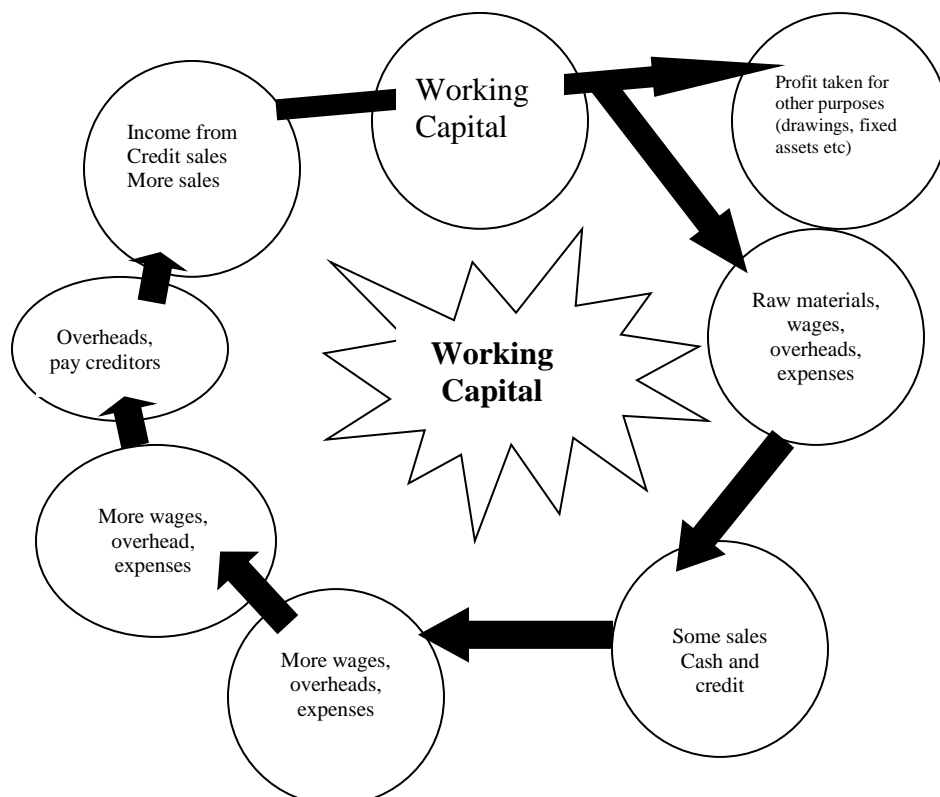 Working
Capital
Profit taken for
other purposes
(drawings, fixed
assets etc)
Income from
Credit sales
More sales
Raw materials,
wages,
overheads,
expenses
Overheads,
pay creditors
Working
Capital
More wages,
overhead,
expenses
Some sales
Cash and
credit
More wages,
overheads,
expenses